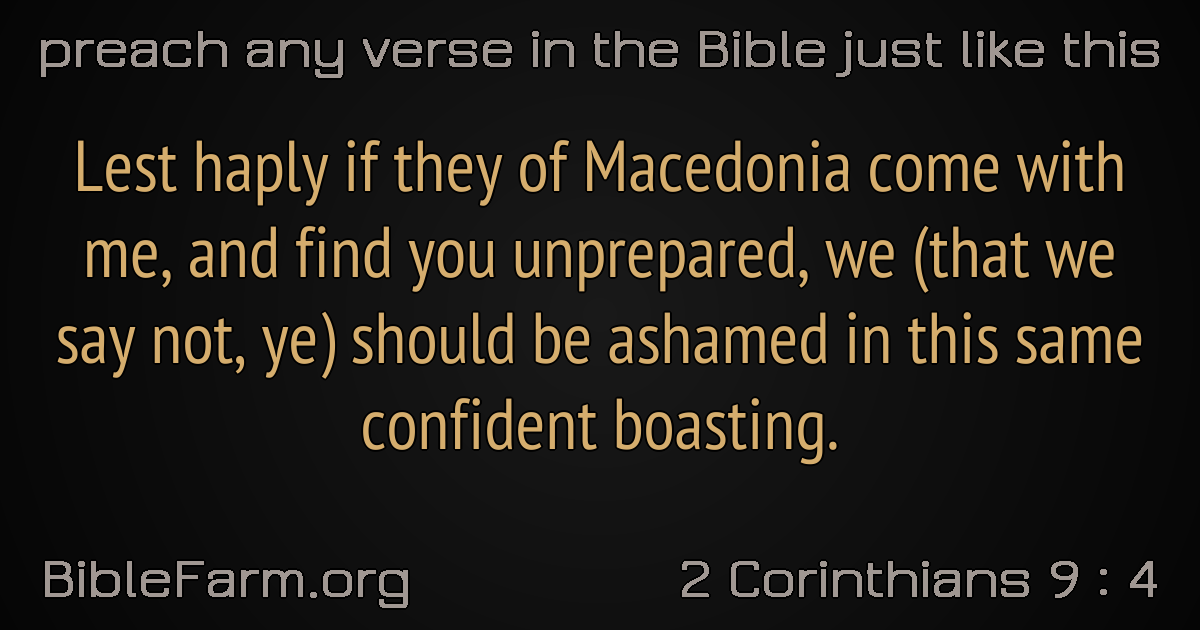 preach any verse in the Bible just like this
Lest haply if they of Macedonia come with
me, and find you unprepared, we (that we
say not, ye) should be ashamed in this same
confident boasting.
BibleFarm.org
2 Corinthians 9 : 4